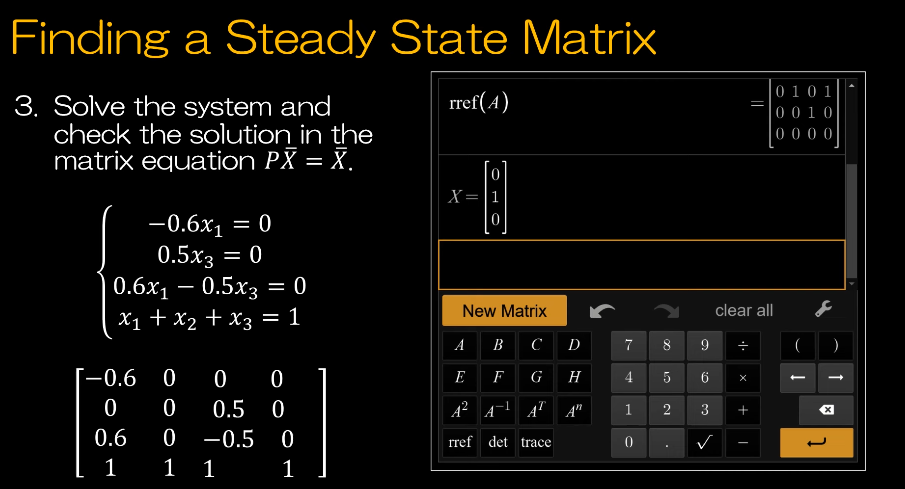 Finding a Steady State Matrix
3. Solve the system and
check the solution in the
matrix equation PX̄ = X̄.
−0.6x₁ = 0
0.5x₃ = 0
0.6x₁ − 0.5x₃ = 0
x₁ + x₂ + x₃ = 1
−0.6 0 0 0
0 0 0.5 0
0.6 0 −0.5 0
1 1 1 1
rref(A) =
0 1 0 1
0 0 1 0
0 0 0 0
X =
0
1
0
New Matrix clear all
A B C D 7 8 9 ÷ ( )
E F G H 4 5 6 × ← →
A² A⁻¹ Aᵀ Aⁿ 1 2 3 +
rref det trace 0 . √ −